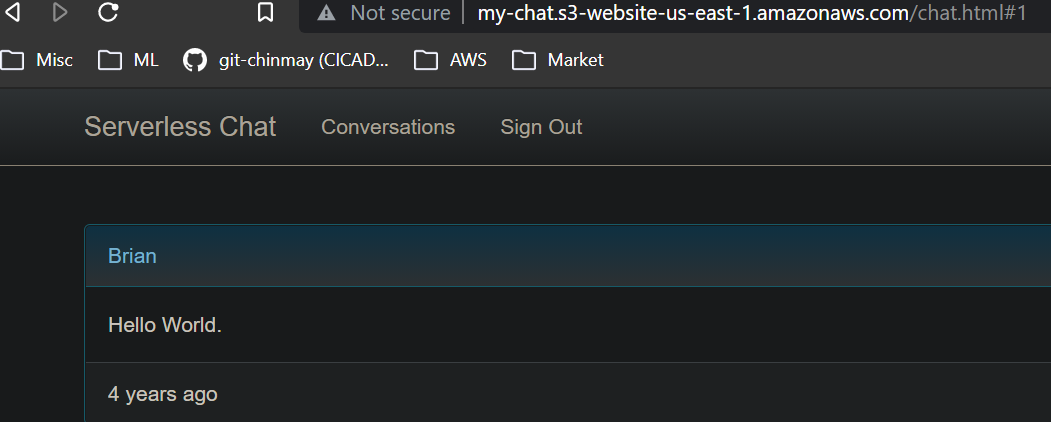 Not secure my-chat.s3-website-us-east-1.amazonaws.com/chat.html#1
Misc ML git-chinmay (CICAD... AWS Market
Serverless Chat Conversations Sign Out
Brian
Hello World.
4 years ago